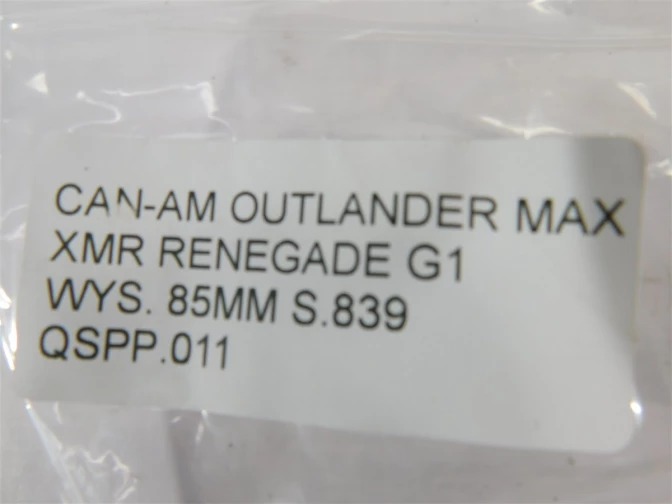 CAN-AM OUTLANDER MAX
XMR RENEGADE G1
WYS. 85MM S.839
QSPP.011